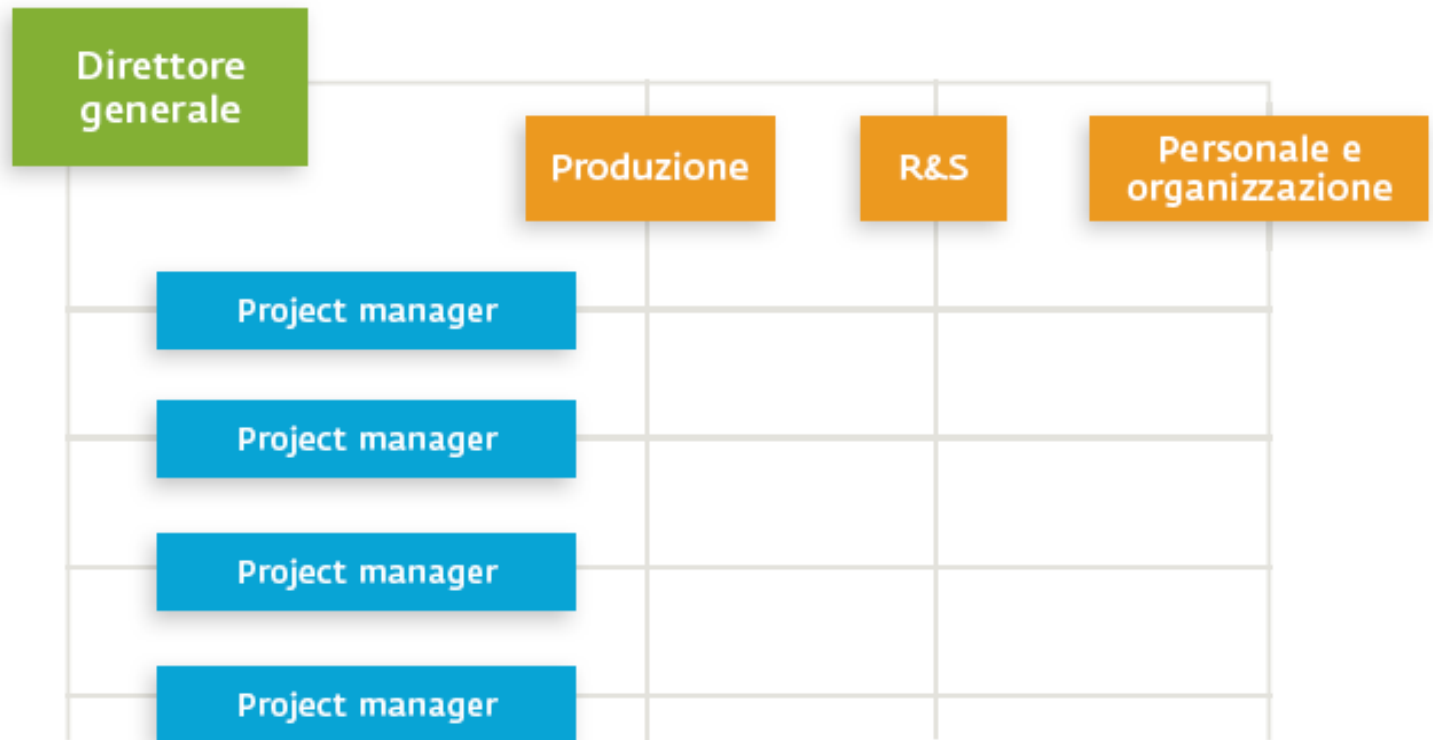 Direttore
generale
Produzione
R&S
Personale e
organizzazione
Project manager
Project manager
Project manager
Project manager